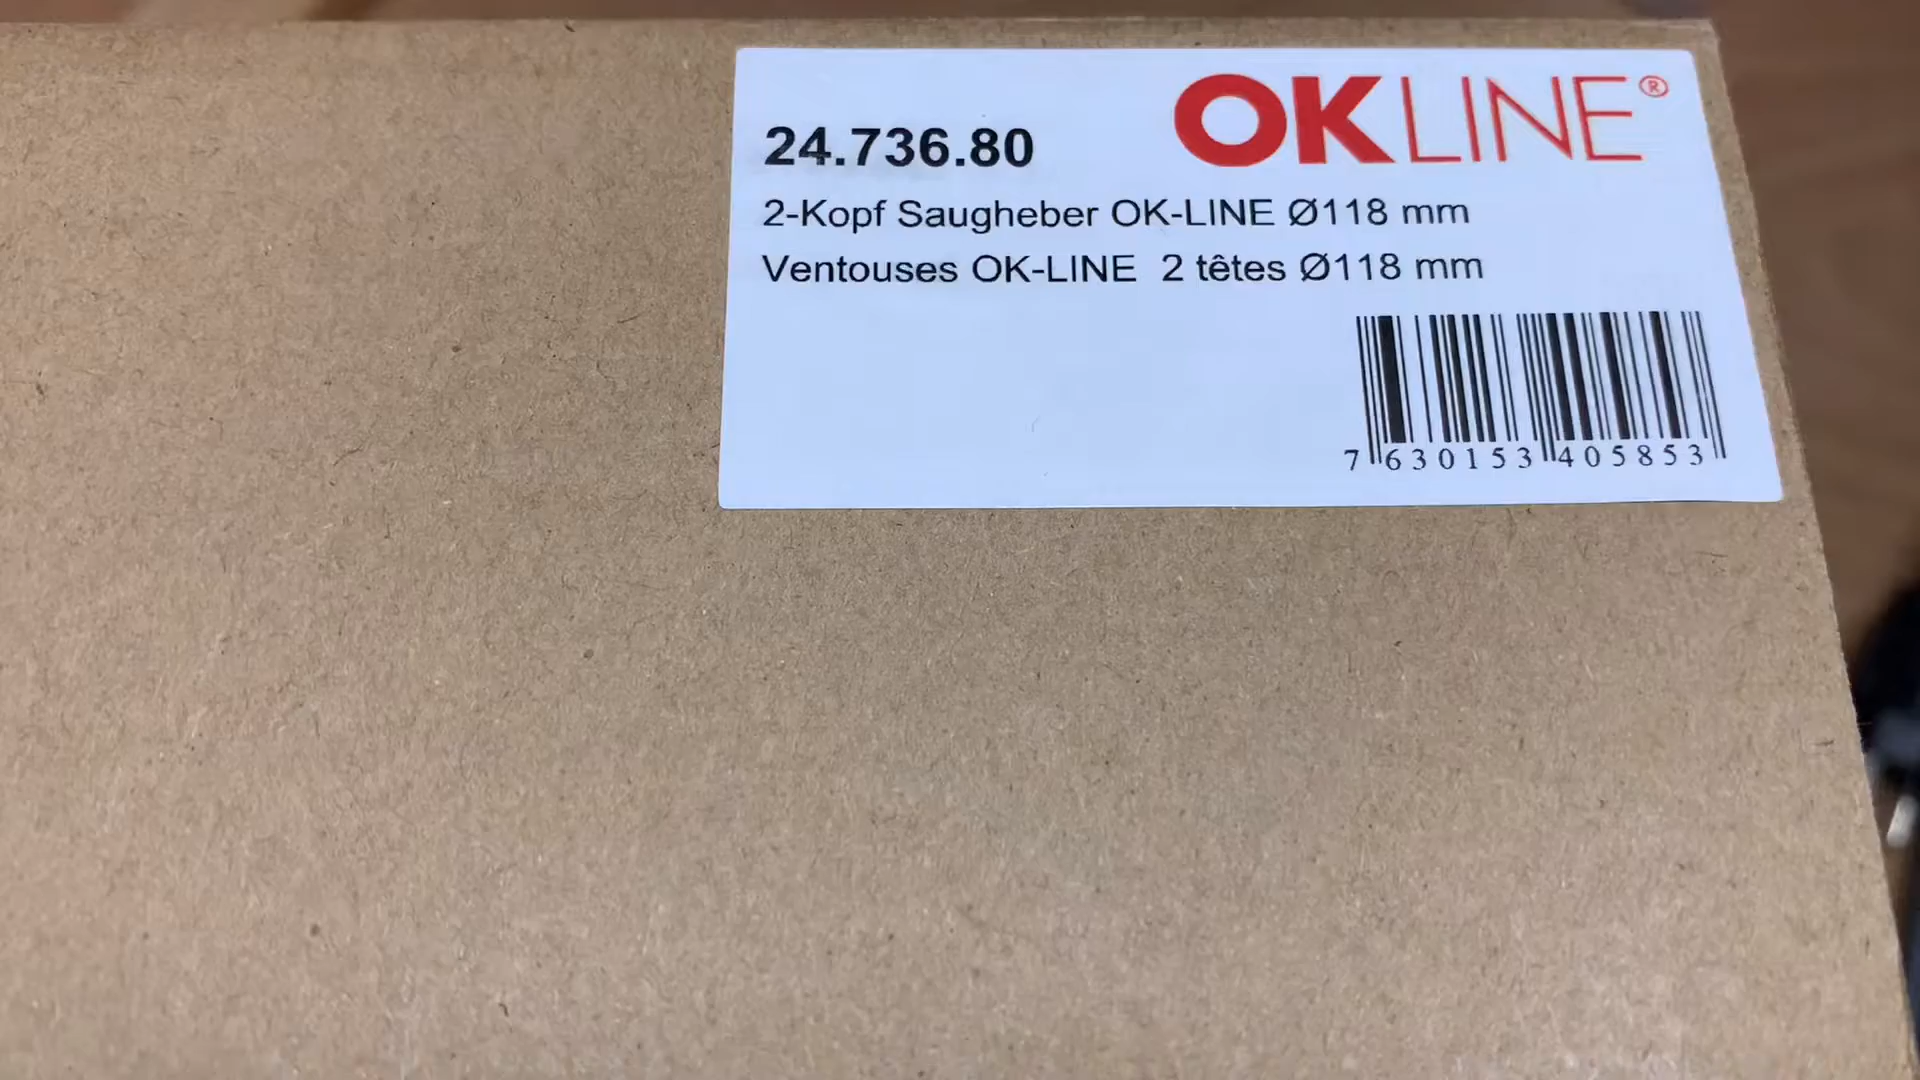 OKLINE®
24.736.80
2-Kopf Saugheber OK-LINE Ø118 mm
Ventouses OK-LINE 2 têtes Ø118 mm
7 630153 405853